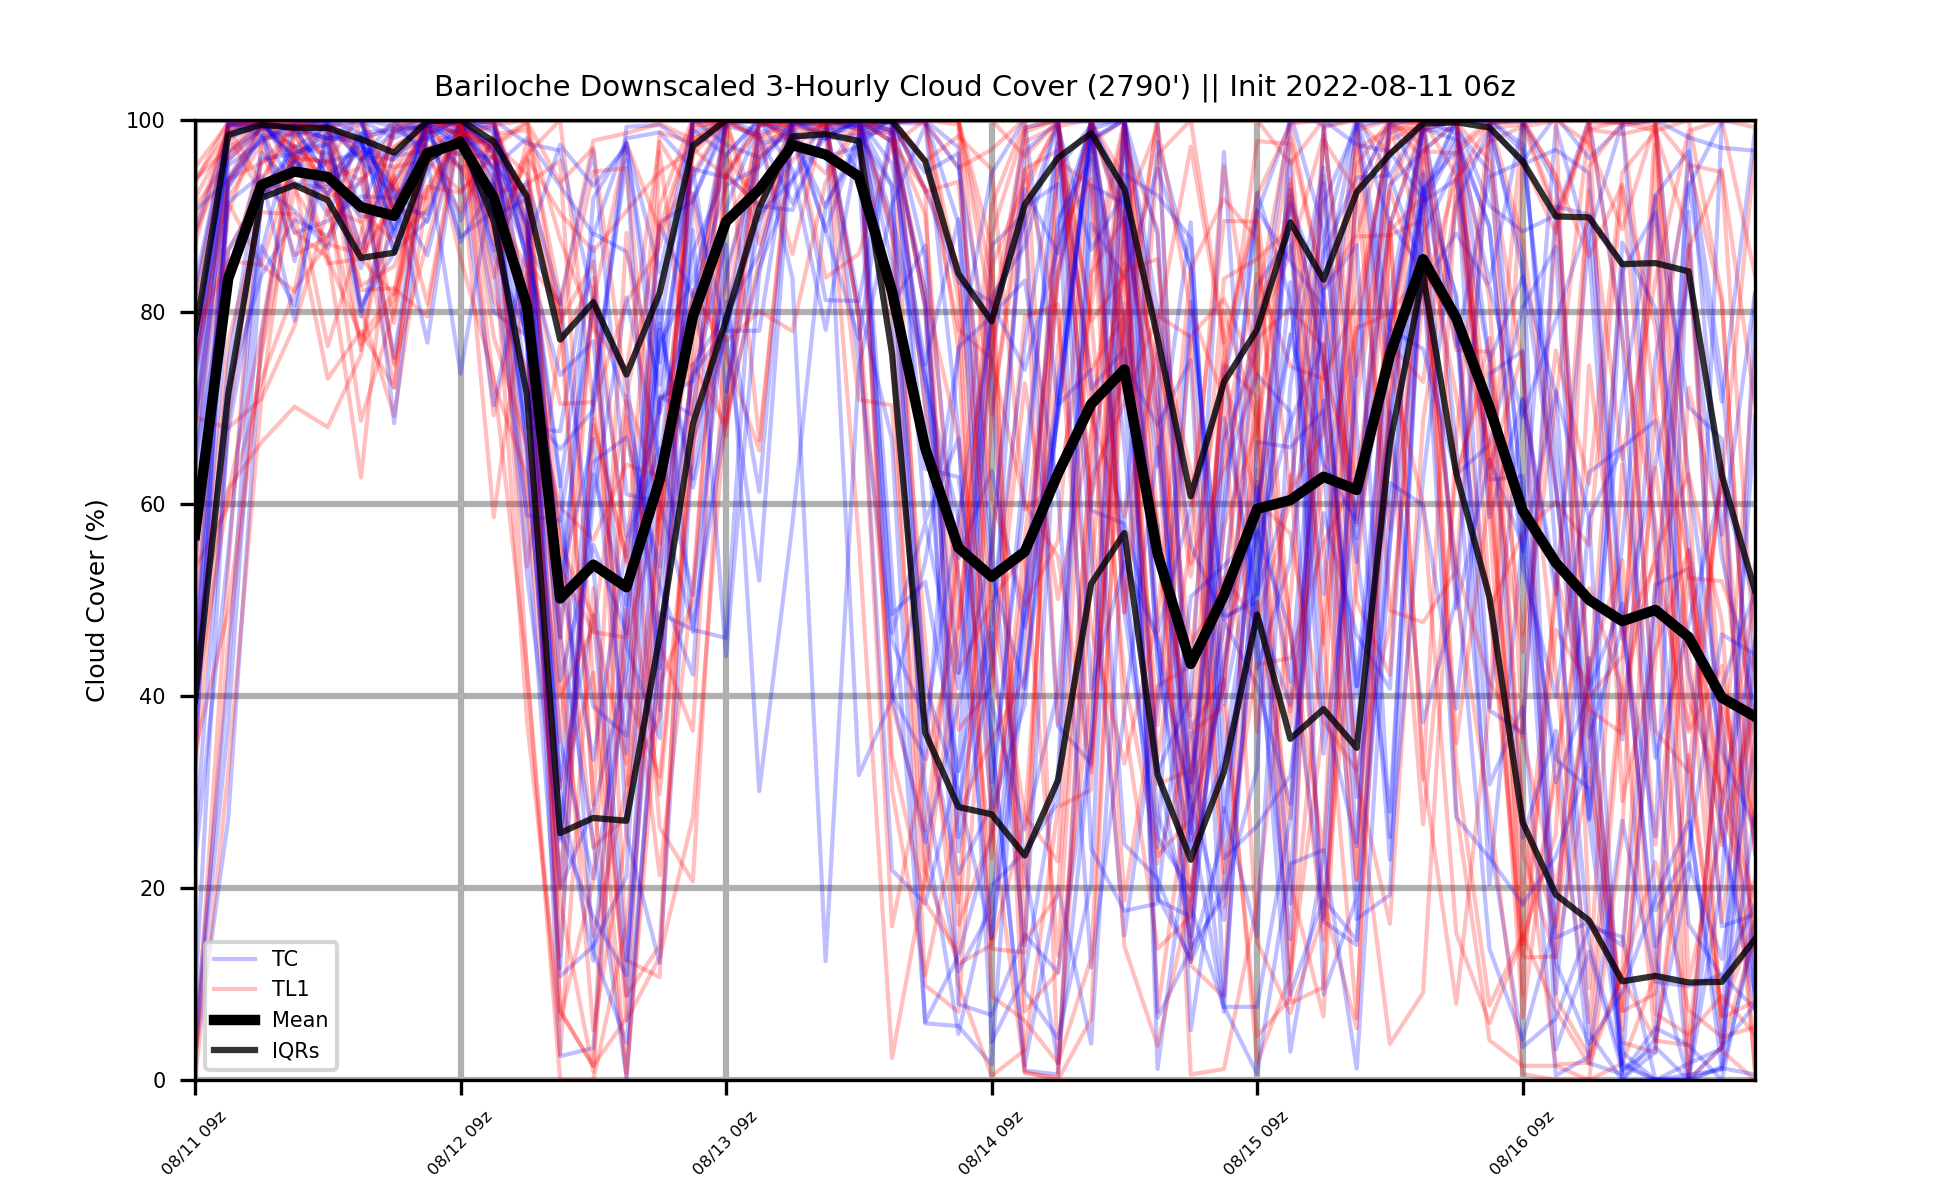 Bariloche Downscaled 3-Hourly Cloud Cover (2790') || Init 2022-08-11 06z
Cloud Cover (%)
100
80
60
40
20
0
TC
TL1
Mean
IQRs
08/11 09z
08/12 09z
08/13 09z
08/14 09z
08/15 09z
08/16 09z